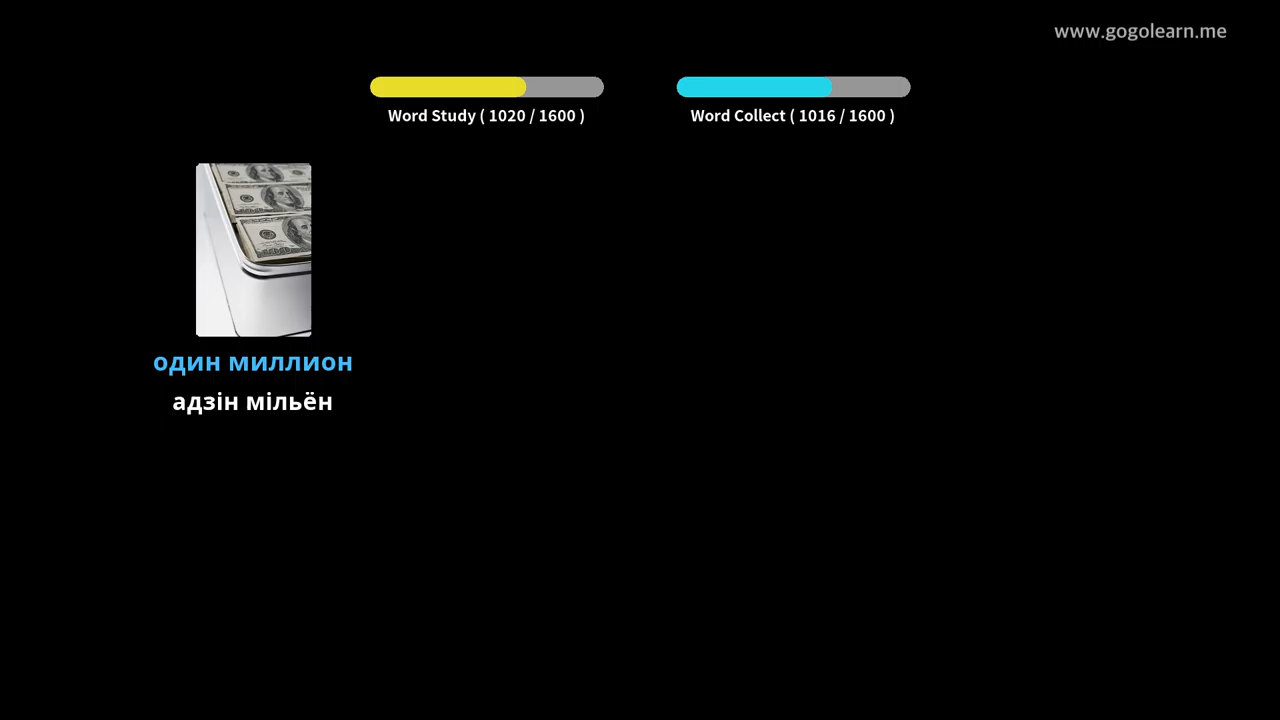 www.gogolearn.me
Word Study ( 1020 / 1600 )
Word Collect ( 1016 / 1600 )
один миллион
адзін мільён